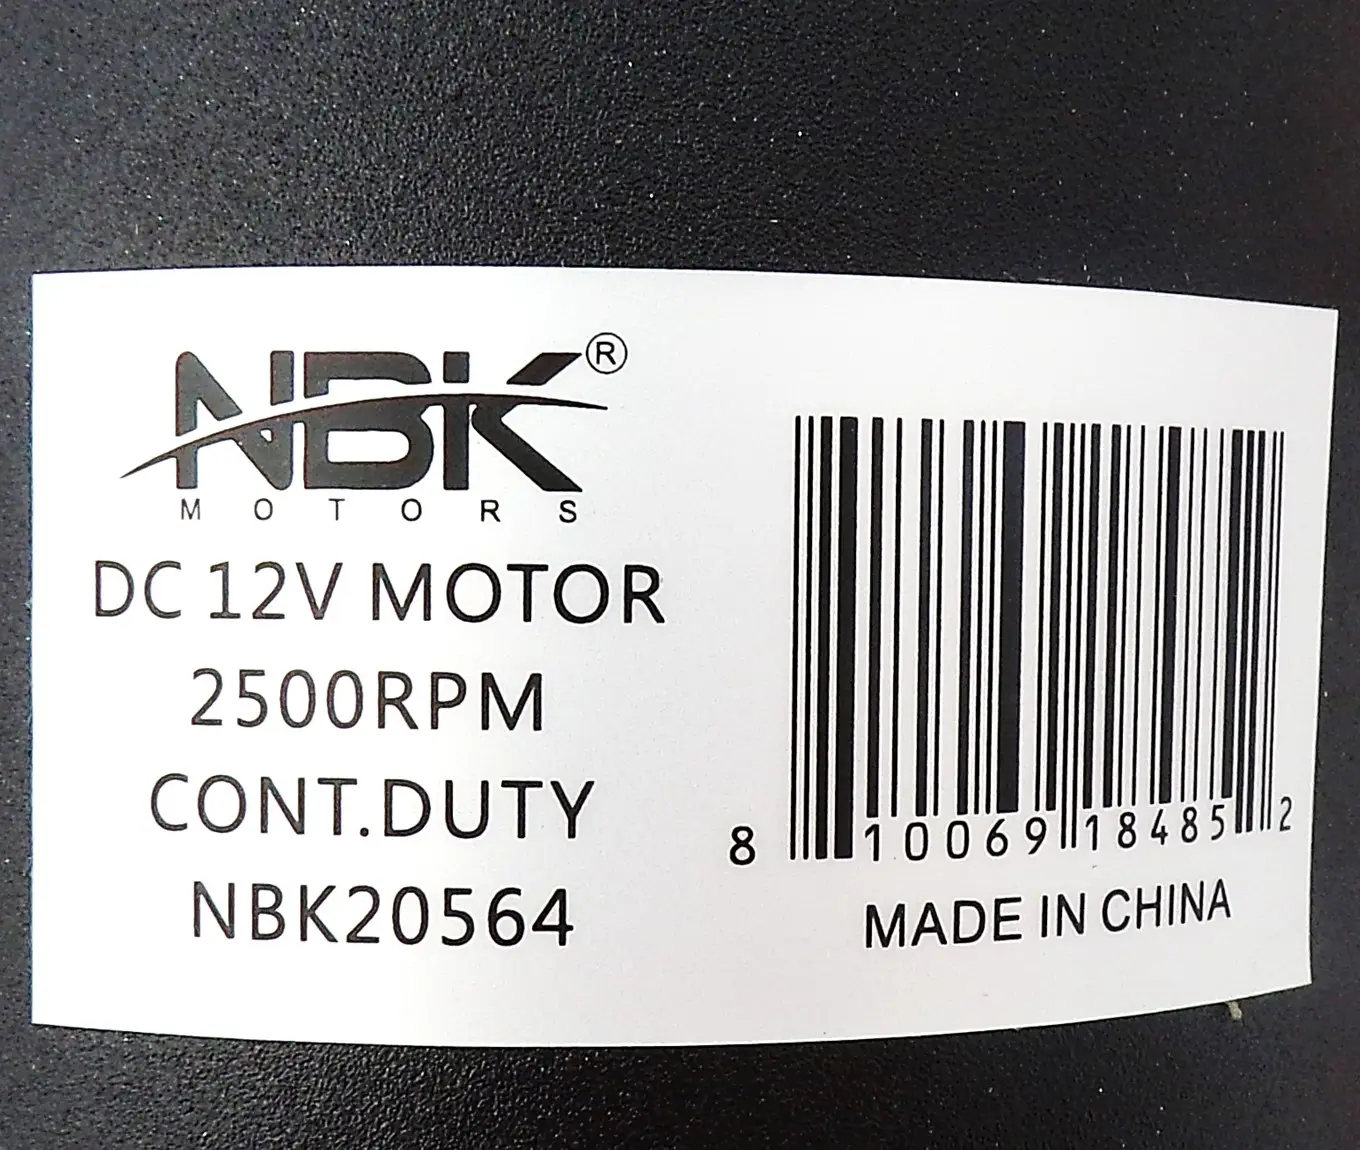 NBK®
MOTORS
DC 12V MOTOR
2500RPM
CONT.DUTY
NBK20564
8 10069 18485 2
MADE IN CHINA